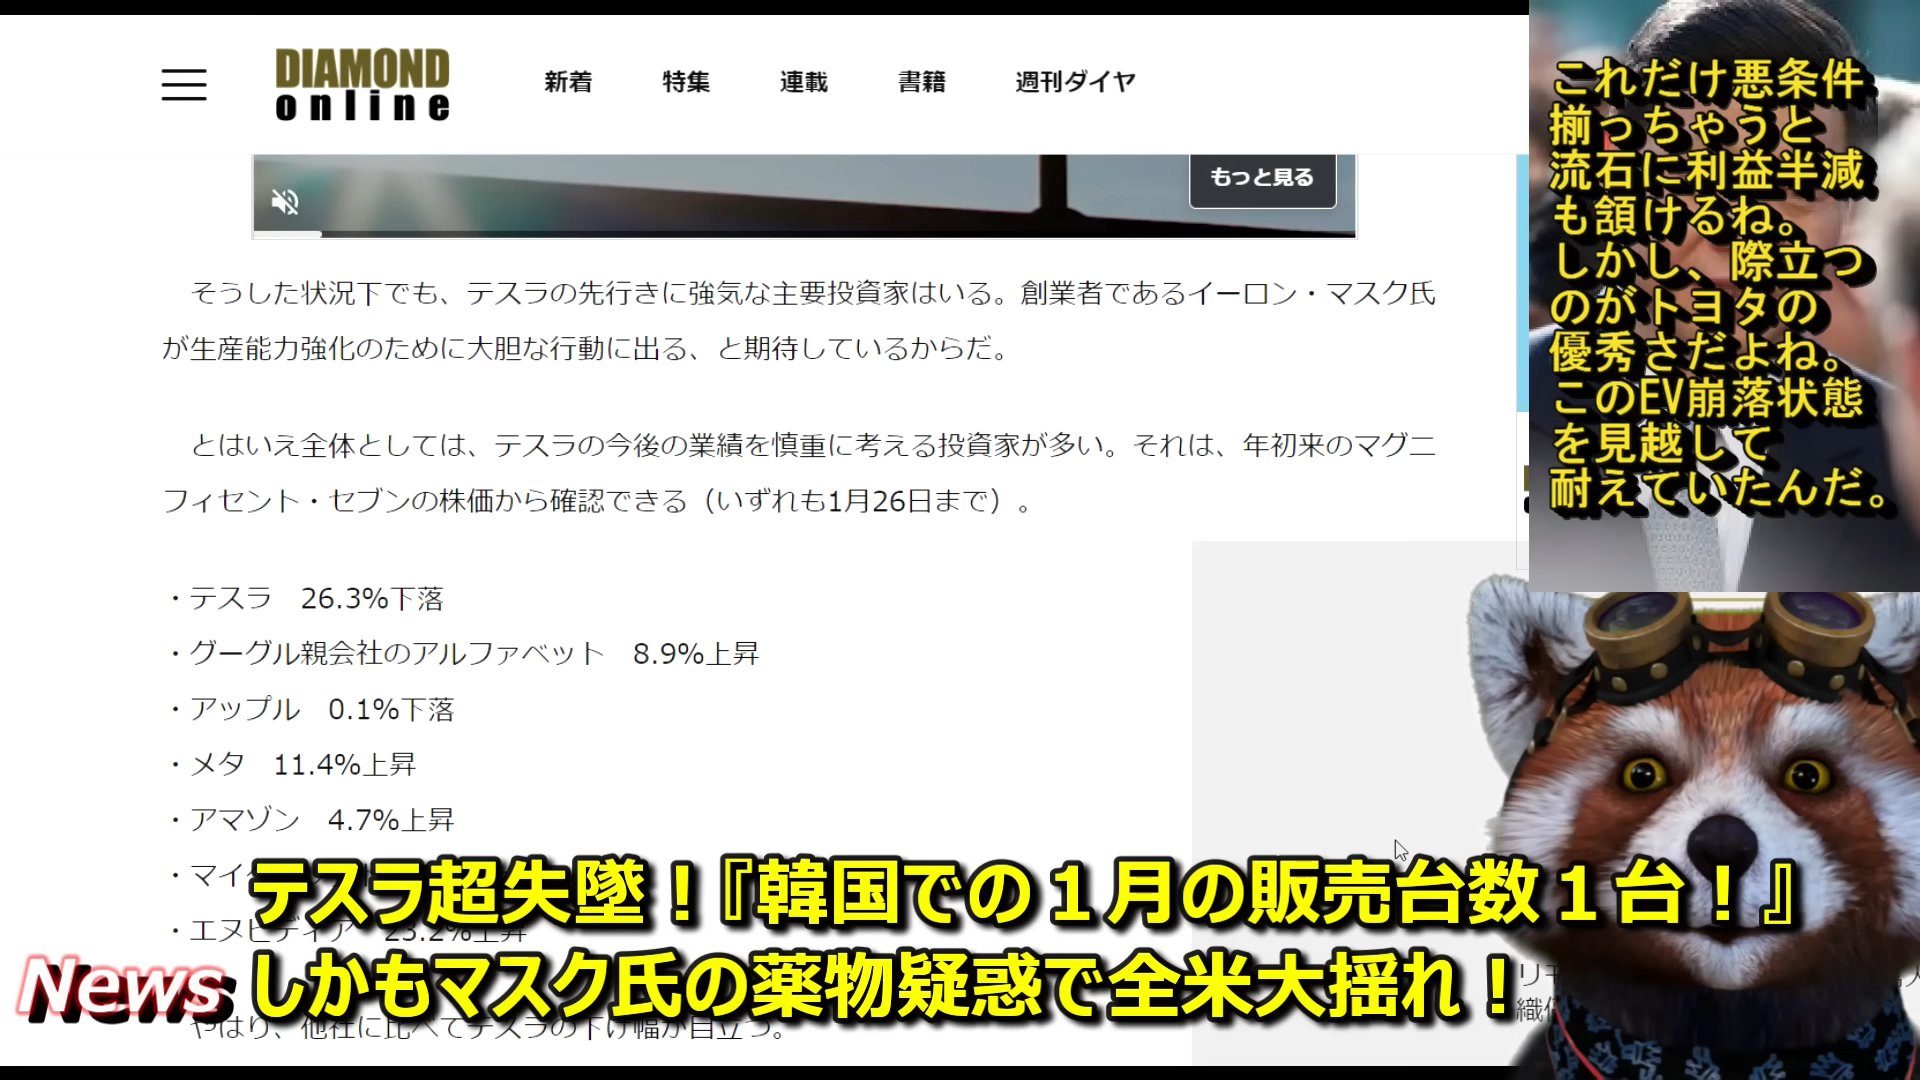 DIAMOND
online
新着
特集
連載
書籍
週刊ダイヤ
もっと見る
そうした状況下でも、テスラの先行きに強気な主要投資家はいる。創業者であるイーロン・マスク氏
が生産能力強化のために大胆な行動に出る、と期待しているからだ。
とはいえ全体としては、テスラの今後の業績を慎重に考える投資家が多い。それは、年初来のマグニ
フィセント・セブンの株価から確認できる（いずれも1月26日まで）。
・テスラ　26.3%下落
・グーグル親会社のアルファベット　8.9%上昇
・アップル　0.1%下落
・メタ　11.4%上昇
・アマゾン　4.7%上昇
・マイ
・エヌビディア　23.2%上昇
やはり、他社に比べてテスラの下げ幅が目立つ。
これだけ悪条件
揃っちゃうと
流石に利益半減
も頷けるね。
しかし、際立つ
のがトヨタの
優秀さだよね。
このEV崩落状態
を見越して
耐えていたんだ。
テスラ超失墜！『韓国での１月の販売台数１台！』
News
しかもマスク氏の薬物疑惑で全米大揺れ！